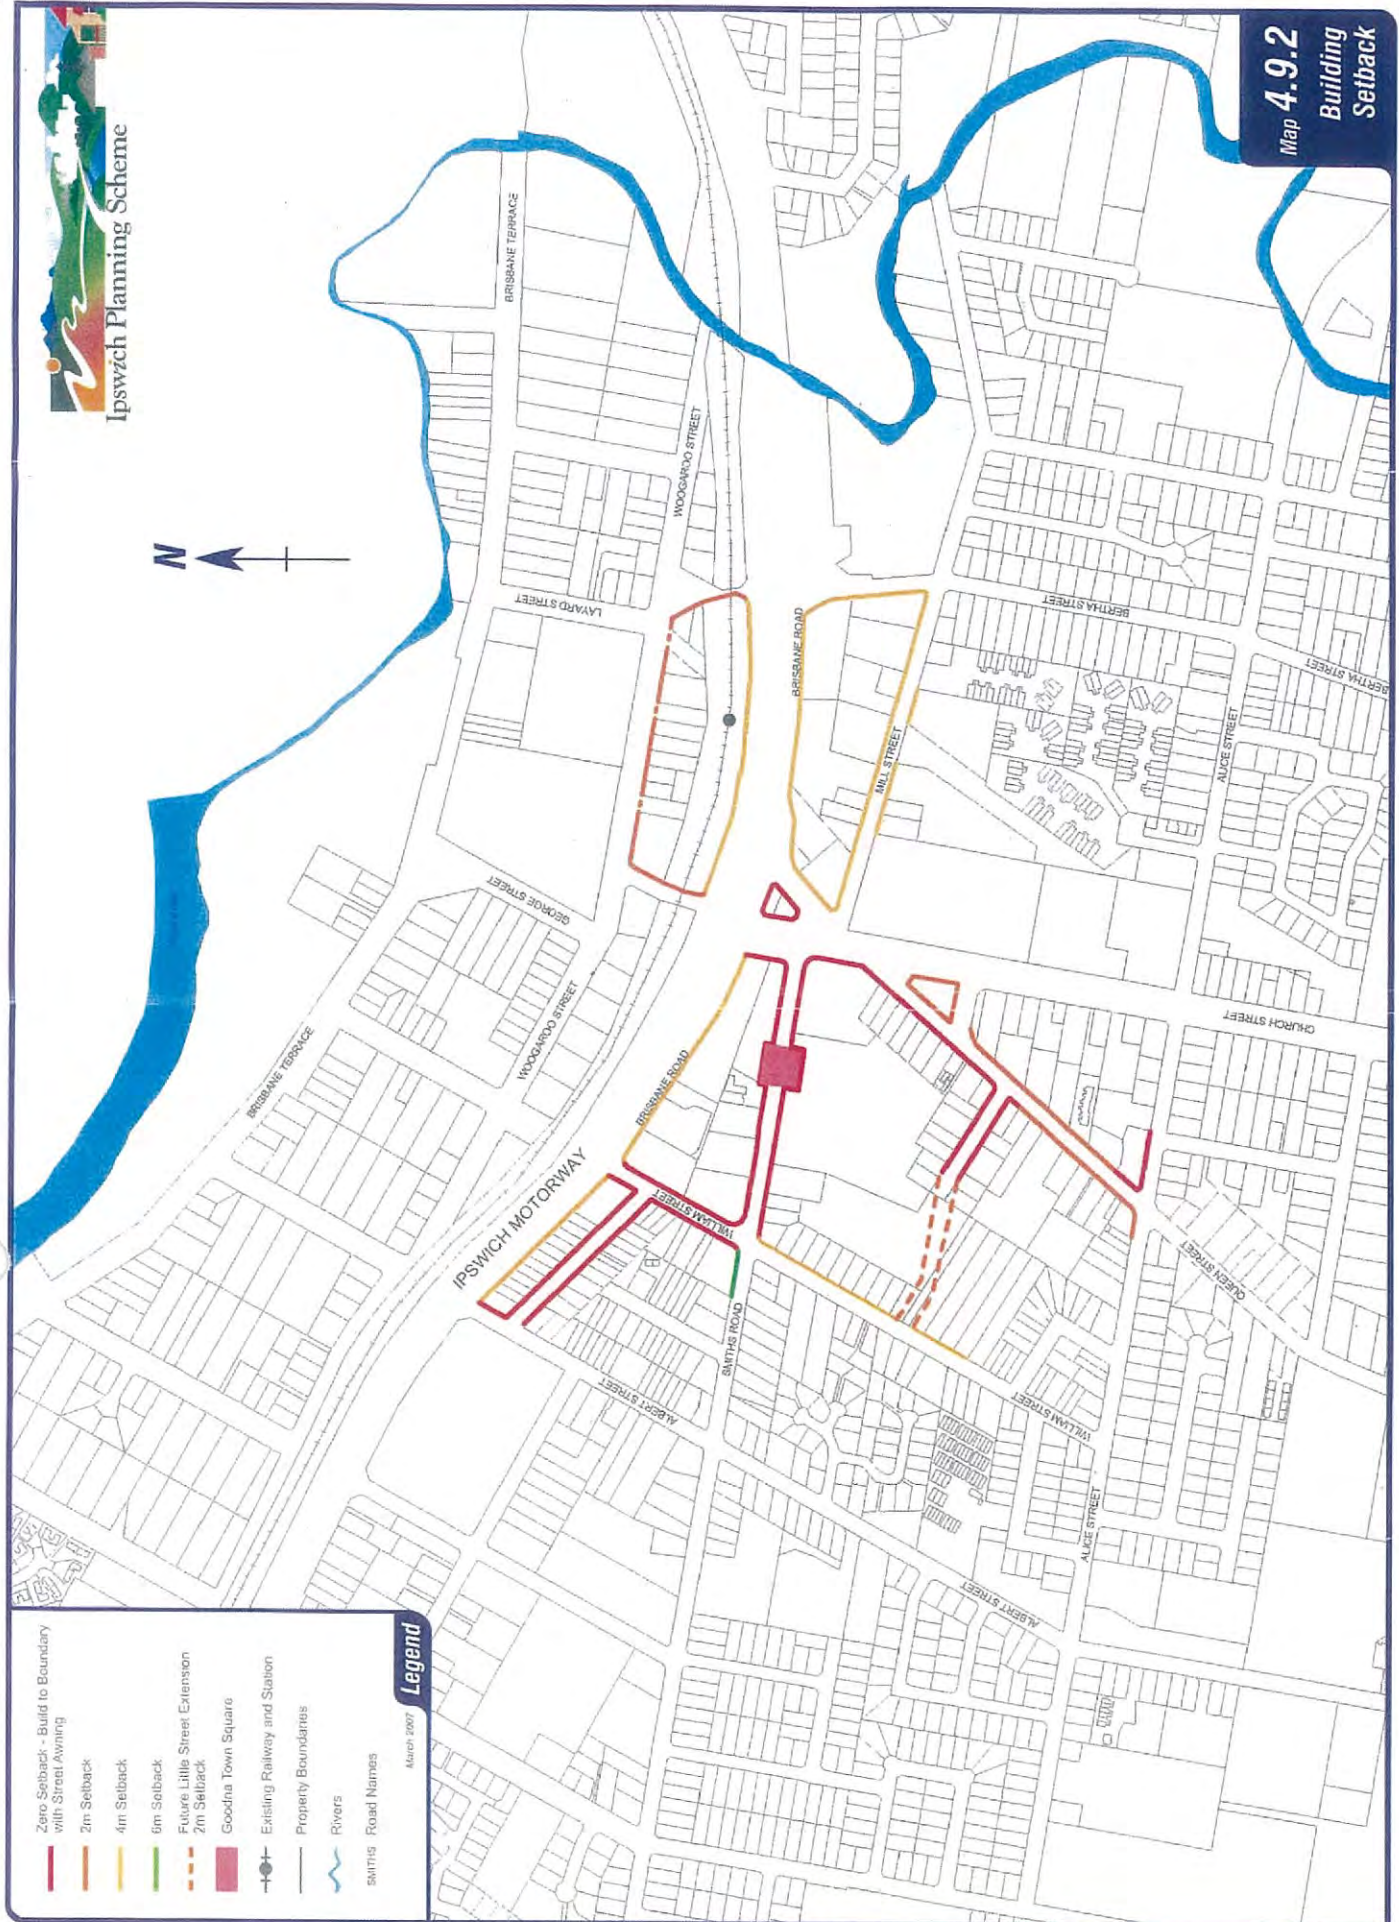 Ipswich Planning Scheme
Map 4.9.2
Building
Setback
N
BRISBANE TERRACE
WOOGAROO STREET
LAYARD STREET
BRISBANE ROAD
BERTHA STREET
BERTHA STREET
MILL STREET
ALICE STREET
GEORGE STREET
WOOGAROO STREET
BRISBANE TERRACE
BRISBANE ROAD
CHURCH STREET
IPSWICH MOTORWAY
WILLIAM STREET
QUEEN STREET
SMITHS ROAD
ALBERT STREET
WILLIAM STREET
ALICE STREET
ALBERT STREET
Zero Setback - Build to Boundary
with Street Awning
2m Setback
4m Setback
6m Setback
Future Little Street Extension
2m Setback
Goodna Town Square
Existing Railway and Station
Property Boundaries
Rivers
SMITHS Road Names
March 2007
Legend